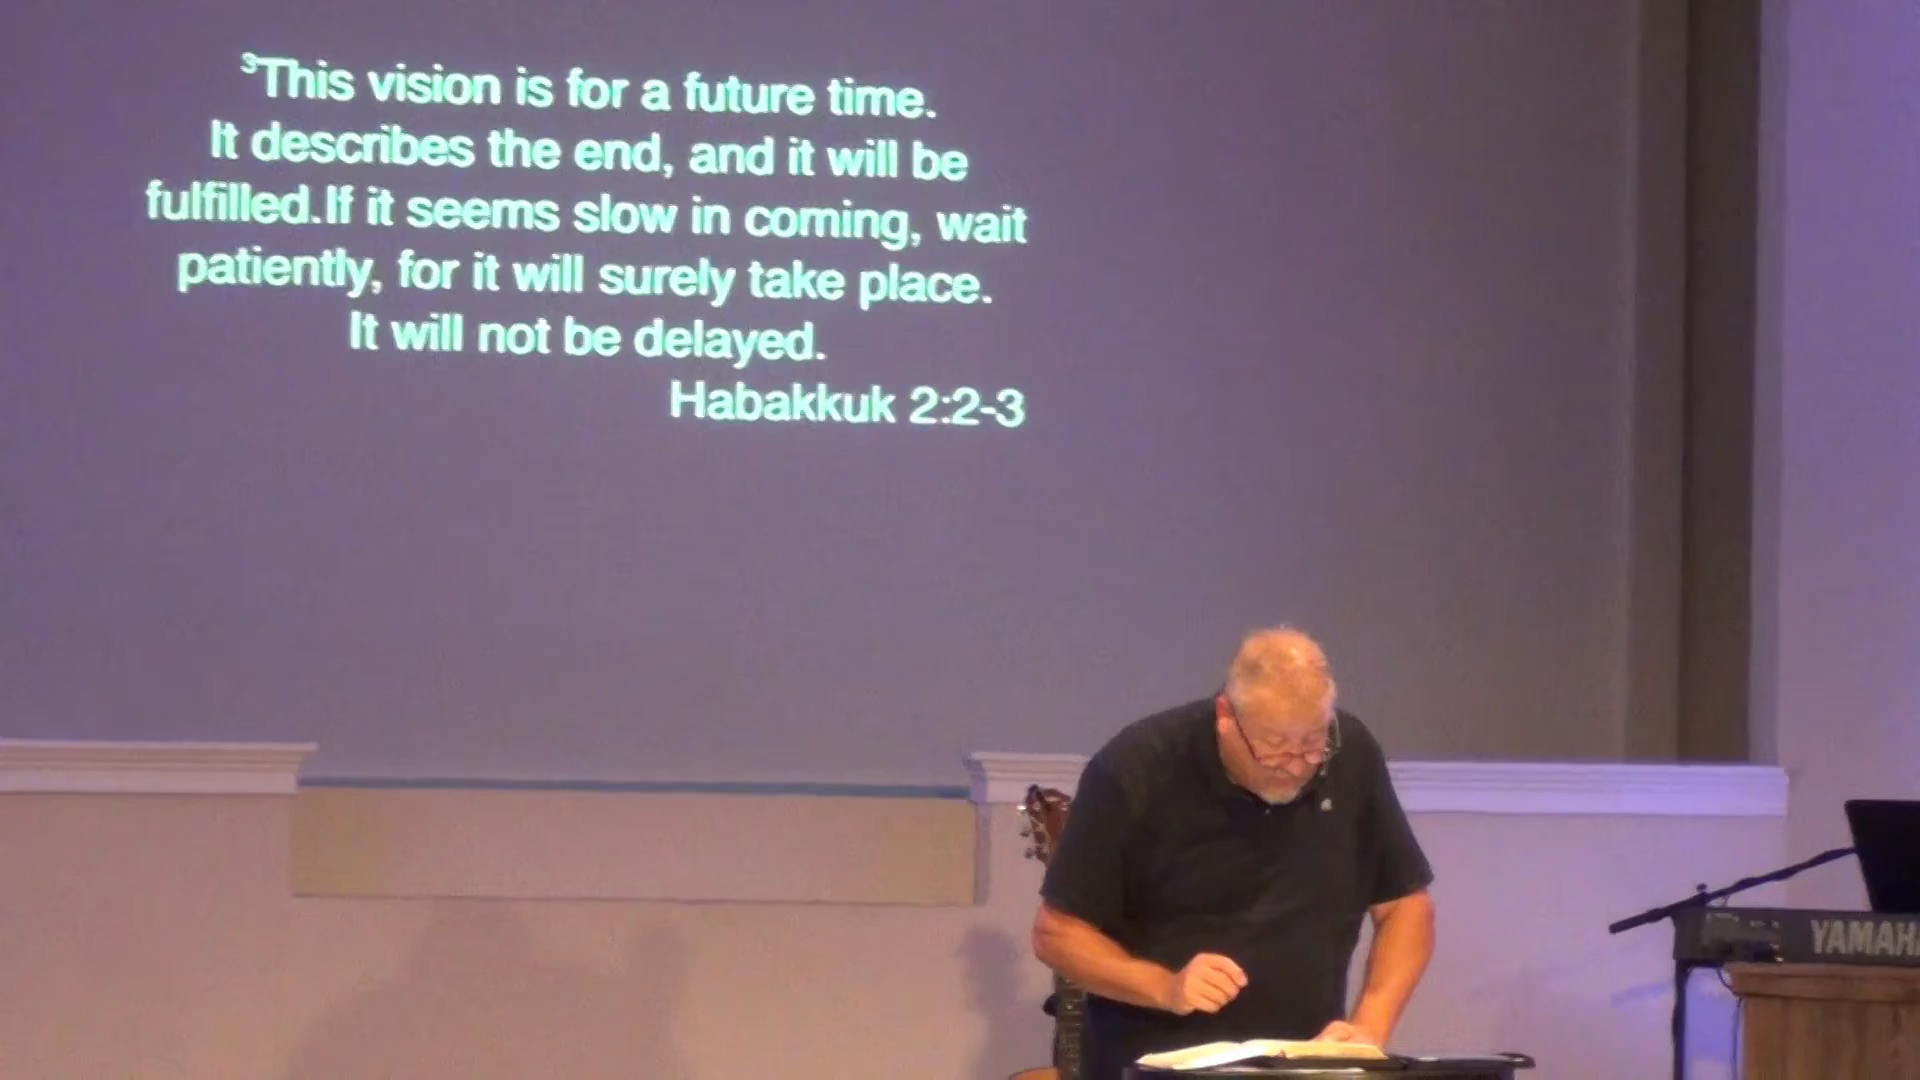 ³This vision is for a future time.
It describes the end, and it will be
fulfilled.If it seems slow in coming, wait
patiently, for it will surely take place.
It will not be delayed.
Habakkuk 2:2-3
YAMAHA